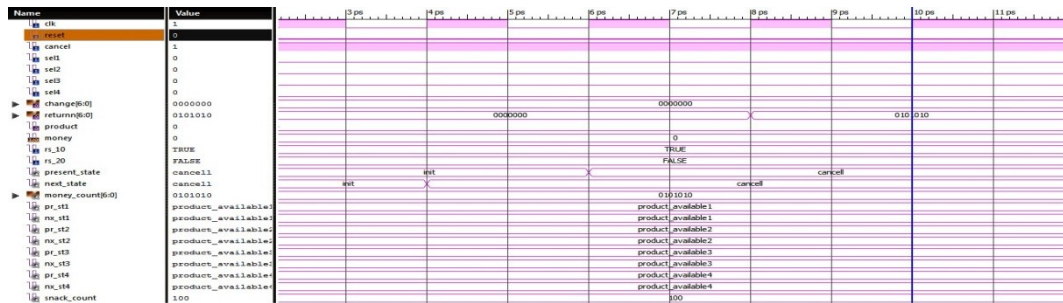 Name Value 3 ps 4 ps 5 ps 6 ps 7 ps 8 ps 9 ps 10 ps 11 ps
clk 1
reset 0
cancel 1
sel1 0
sel2 0
sel3 0
sel4 0
change[6:0] 0000000 0000000
returnn[6:0] 0101010 0000000 0101010
product 0
money 0 0
rs_10 TRUE TRUE
rs_20 FALSE FALSE
present_state cancell init cancell
next_state cancell init cancell
money_count[6:0] 0101010 0101010
pr_st1 product_available1 product_available1
nx_st1 product_available1 product_available1
pr_st2 product_available2 product_available2
nx_st2 product_available2 product_available2
pr_st3 product_available3 product_available3
nx_st3 product_available3 product_available3
pr_st4 product_available4 product_available4
nx_st4 product_available4 product_available4
snack_count 100 100